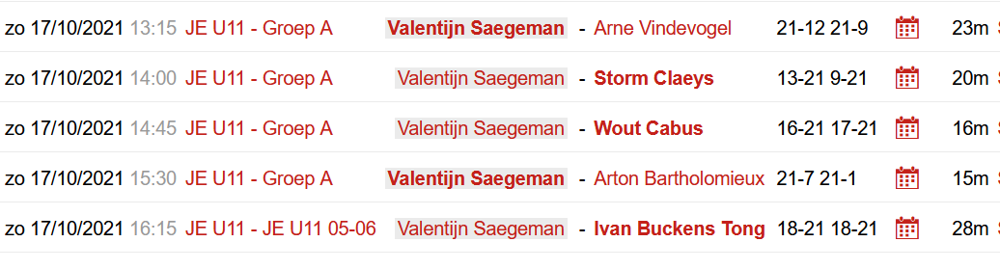 zo 17/10/2021 13:15 JE U11 - Groep A Valentijn Saegeman - Arne Vindevogel 21-12 21-9 23m
zo 17/10/2021 14:00 JE U11 - Groep A Valentijn Saegeman - Storm Claeys 13-21 9-21 20m
zo 17/10/2021 14:45 JE U11 - Groep A Valentijn Saegeman - Wout Cabus 16-21 17-21 16m
zo 17/10/2021 15:30 JE U11 - Groep A Valentijn Saegeman - Arton Bartholomieux 21-7 21-1 15m
zo 17/10/2021 16:15 JE U11 - JE U11 05-06 Valentijn Saegeman - Ivan Buckens Tong 18-21 18-21 28m